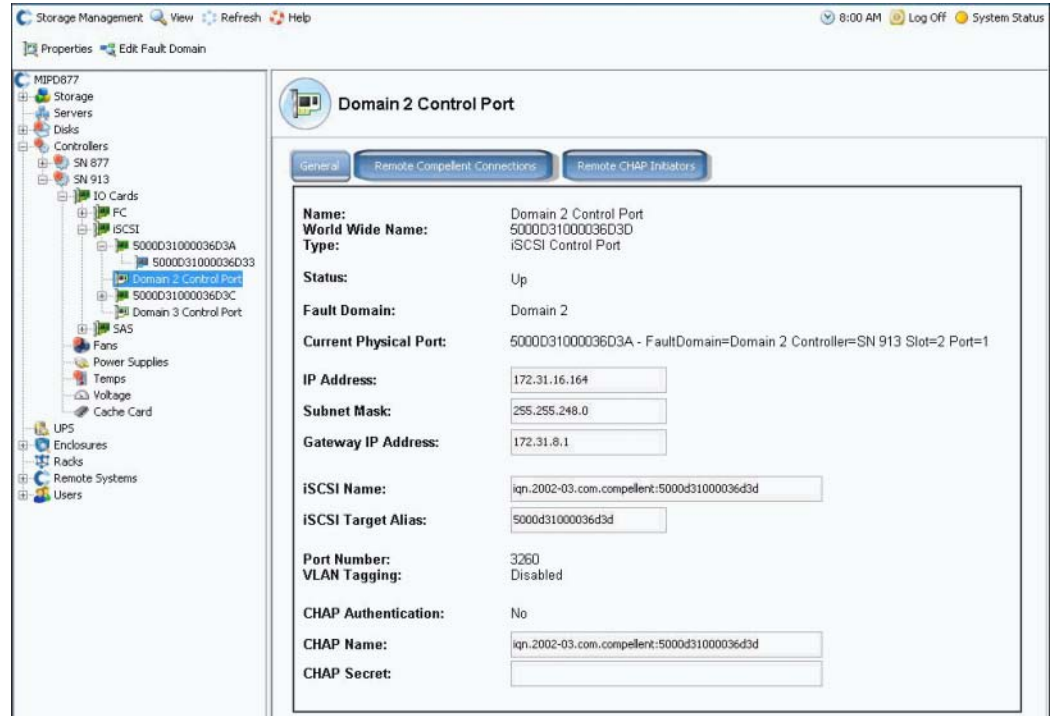 Storage Management View Refresh Help 8:00 AM Log Off System Status
Properties Edit Fault Domain
MIPD877
Storage
Servers
Disks
Controllers
SN 877
SN 913
IO Cards
FC
iSCSI
5000D31000036D3A
5000D31000036D33
Domain 2 Control Port
5000D31000036D3C
Domain 3 Control Port
SAS
Fans
Power Supplies
Temps
Voltage
Cache Card
UPS
Enclosures
Racks
Remote Systems
Users
Domain 2 Control Port
General Remote Compellent Connections Remote CHAP Initiators
Name: Domain 2 Control Port
World Wide Name: 5000D31000036D3D
Type: iSCSI Control Port
Status: Up
Fault Domain: Domain 2
Current Physical Port: 5000D31000036D3A - FaultDomain=Domain 2 Controller=SN 913 Slot=2 Port=1
IP Address: 172.31.16.164
Subnet Mask: 255.255.248.0
Gateway IP Address: 172.31.8.1
iSCSI Name: iqn.2002-03.com.compellent:5000d31000036d3d
iSCSI Target Alias: 5000d31000036d3d
Port Number: 3260
VLAN Tagging: Disabled
CHAP Authentication: No
CHAP Name: iqn.2002-03.com.compellent:5000d31000036d3d
CHAP Secret: